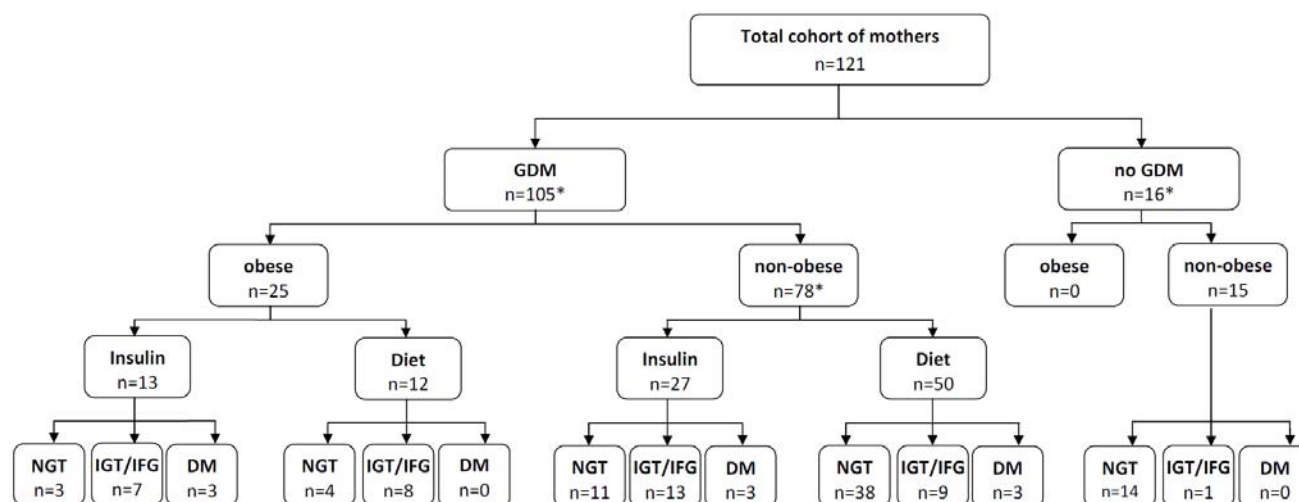 Total cohort of mothers
n=121
GDM
n=105*
no GDM
n=16*
obese
n=25
non-obese
n=78*
obese
n=0
non-obese
n=15
Insulin
n=13
Diet
n=12
Insulin
n=27
Diet
n=50
NGT
n=3
IGT/IFG
n=7
DM
n=3
NGT
n=4
IGT/IFG
n=8
DM
n=0
NGT
n=11
IGT/IFG
n=13
DM
n=3
NGT
n=38
IGT/IFG
n=9
DM
n=3
NGT
n=14
IGT/IFG
n=1
DM
n=0